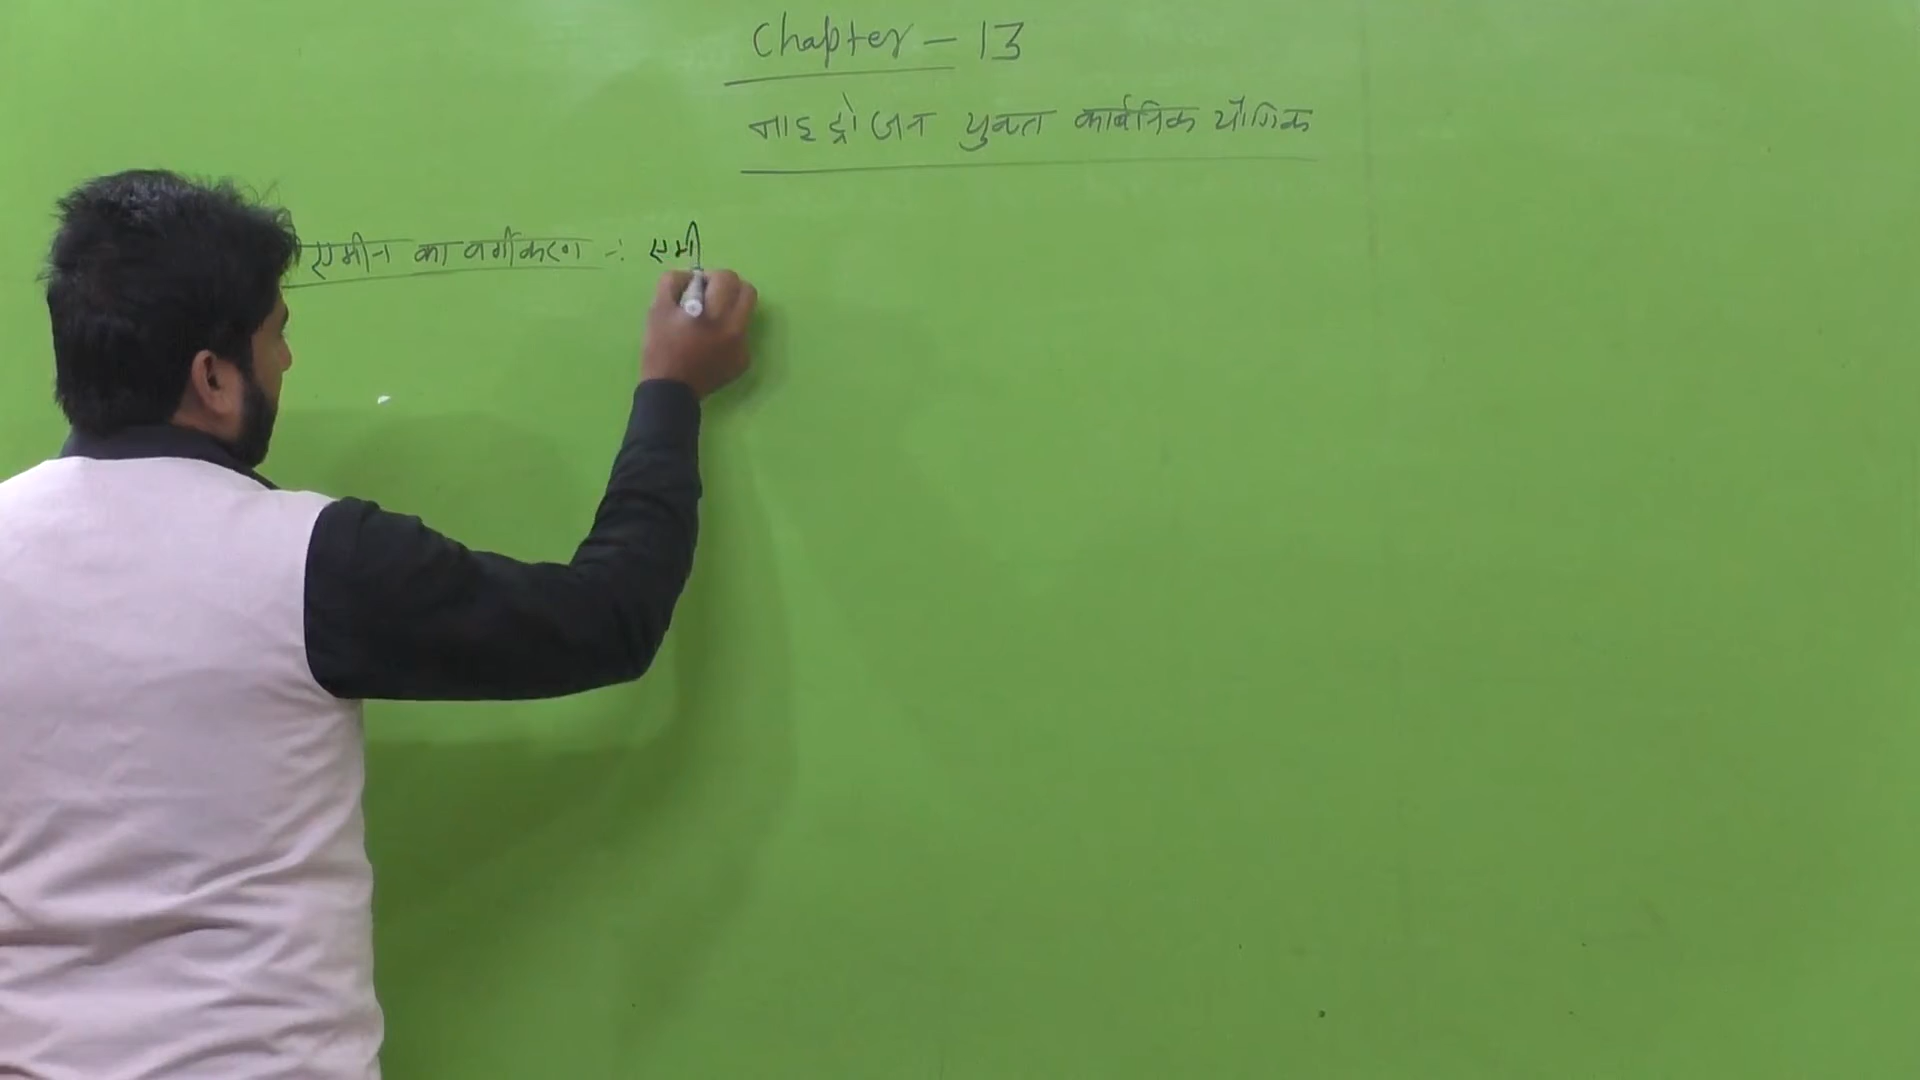 Chapter - 13
नाइट्रोजन युक्त कार्बनिक यौगिक
एमीन का वर्गीकरण -: एमी